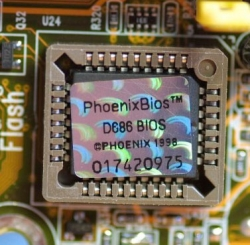 Q32
U24
Flash
PhoenixBios™
D686 BIOS
©PHOENIX 1998
017420975